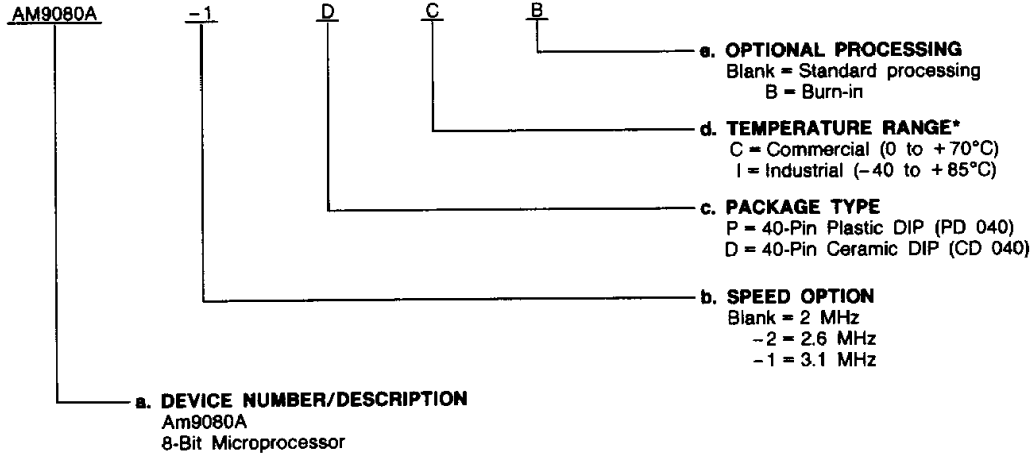 AM9080A -1 D C B
e. OPTIONAL PROCESSING
Blank = Standard processing
B = Burn-in
d. TEMPERATURE RANGE*
C = Commercial (0 to +70°C)
I = Industrial (-40 to +85°C)
c. PACKAGE TYPE
P = 40-Pin Plastic DIP (PD 040)
D = 40-Pin Ceramic DIP (CD 040)
b. SPEED OPTION
Blank = 2 MHz
-2 = 2.6 MHz
-1 = 3.1 MHz
a. DEVICE NUMBER/DESCRIPTION
Am9080A
8-Bit Microprocessor